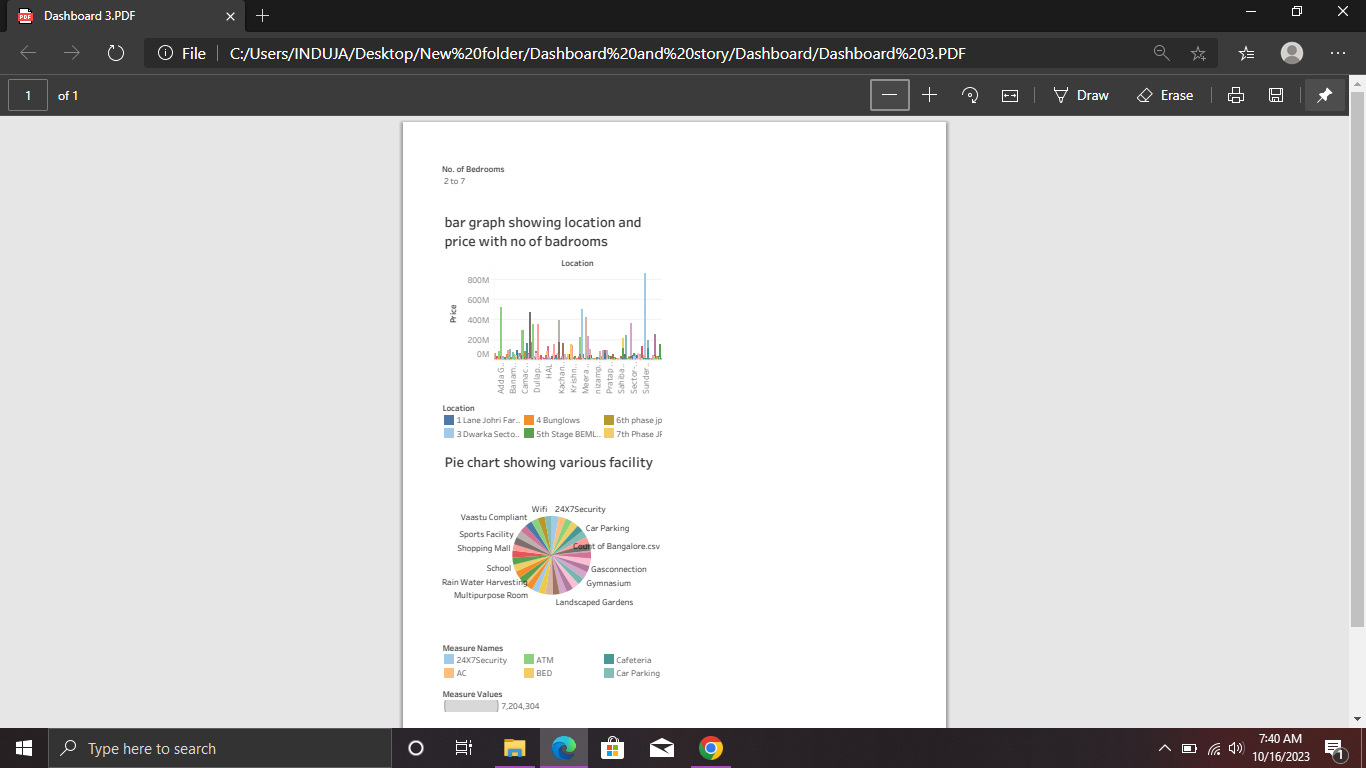 Dashboard 3.PDF
File
C:/Users/INDUJA/Desktop/New%20folder/Dashboard%20and%20story/Dashboard/Dashboard%203.PDF
1 of 1
Draw
Erase
No. of Bedrooms
2 to 7
bar graph showing location and
price with no of badrooms
Location
Price
800M
600M
400M
200M
0M
Adda G..
Banam..
Camac..
Dullap..
HAL
Kachan..
Krishn..
Meera ..
nizamp..
Pratap ..
Sahiba..
Sector-..
Sunder..
Location
1 Lane Johri Far.. 4 Bunglows 6th phase jp
3 Dwarka Secto.. 5th Stage BEML.. 7th Phase JP
Pie chart showing various facility
Wifi 24X7Security
Vaastu Compliant
Car Parking
Sports Facility
Count of Bangalore.csv
Shopping Mall
School
Gasconnection
Rain Water Harvesting
Gymnasium
Multipurpose Room
Landscaped Gardens
Measure Names
24X7Security ATM Cafeteria
AC BED Car Parking
Measure Values
7,204,304
Type here to search
7:40 AM
10/16/2023
1